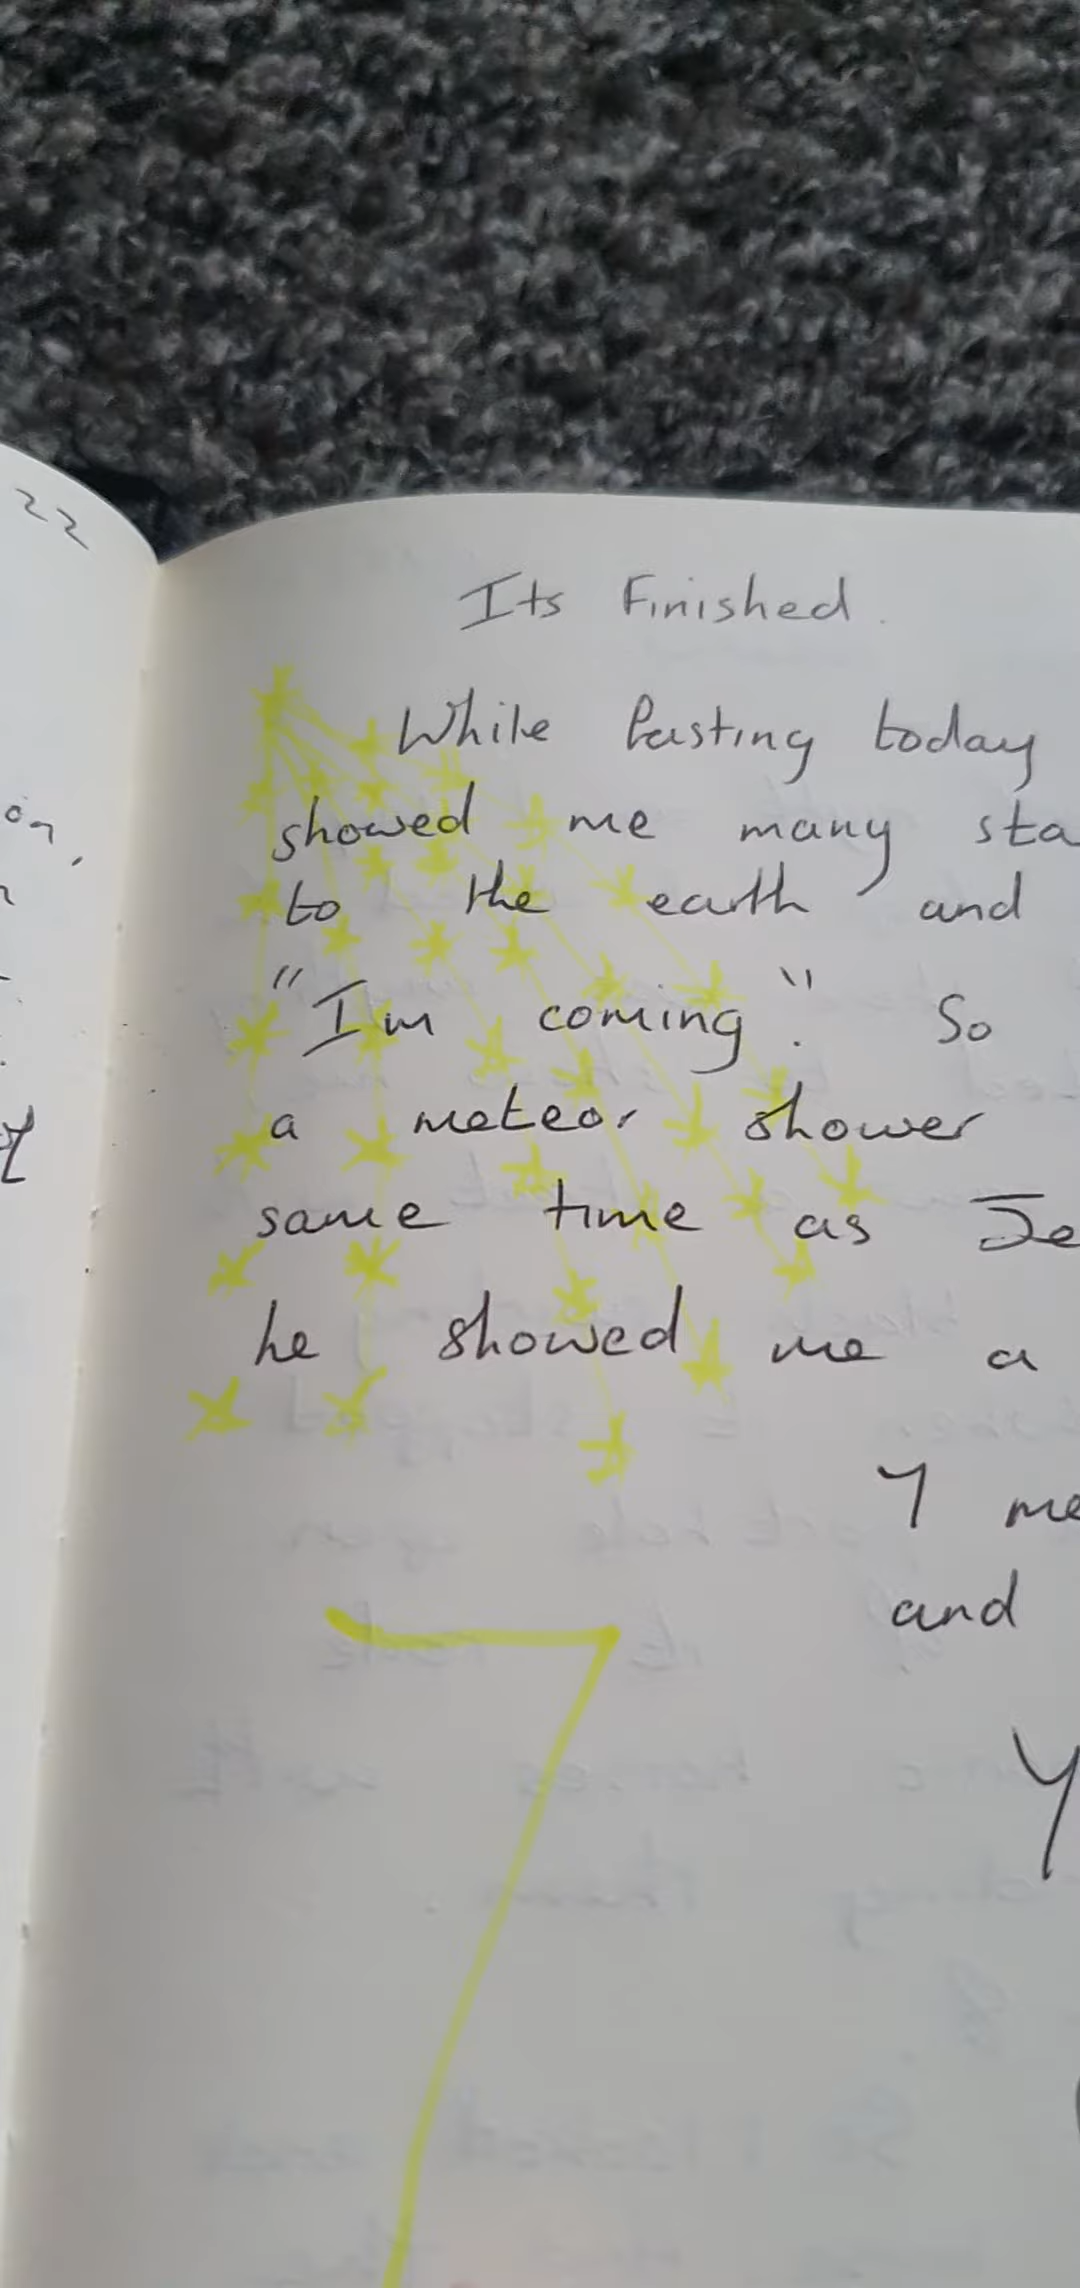 22
Its Finished.
While fasting today
showed me many sta
to the earth and
"I'm coming". So
a meteor shower
same time as Je
he showed me a
7 me
and
Y
7